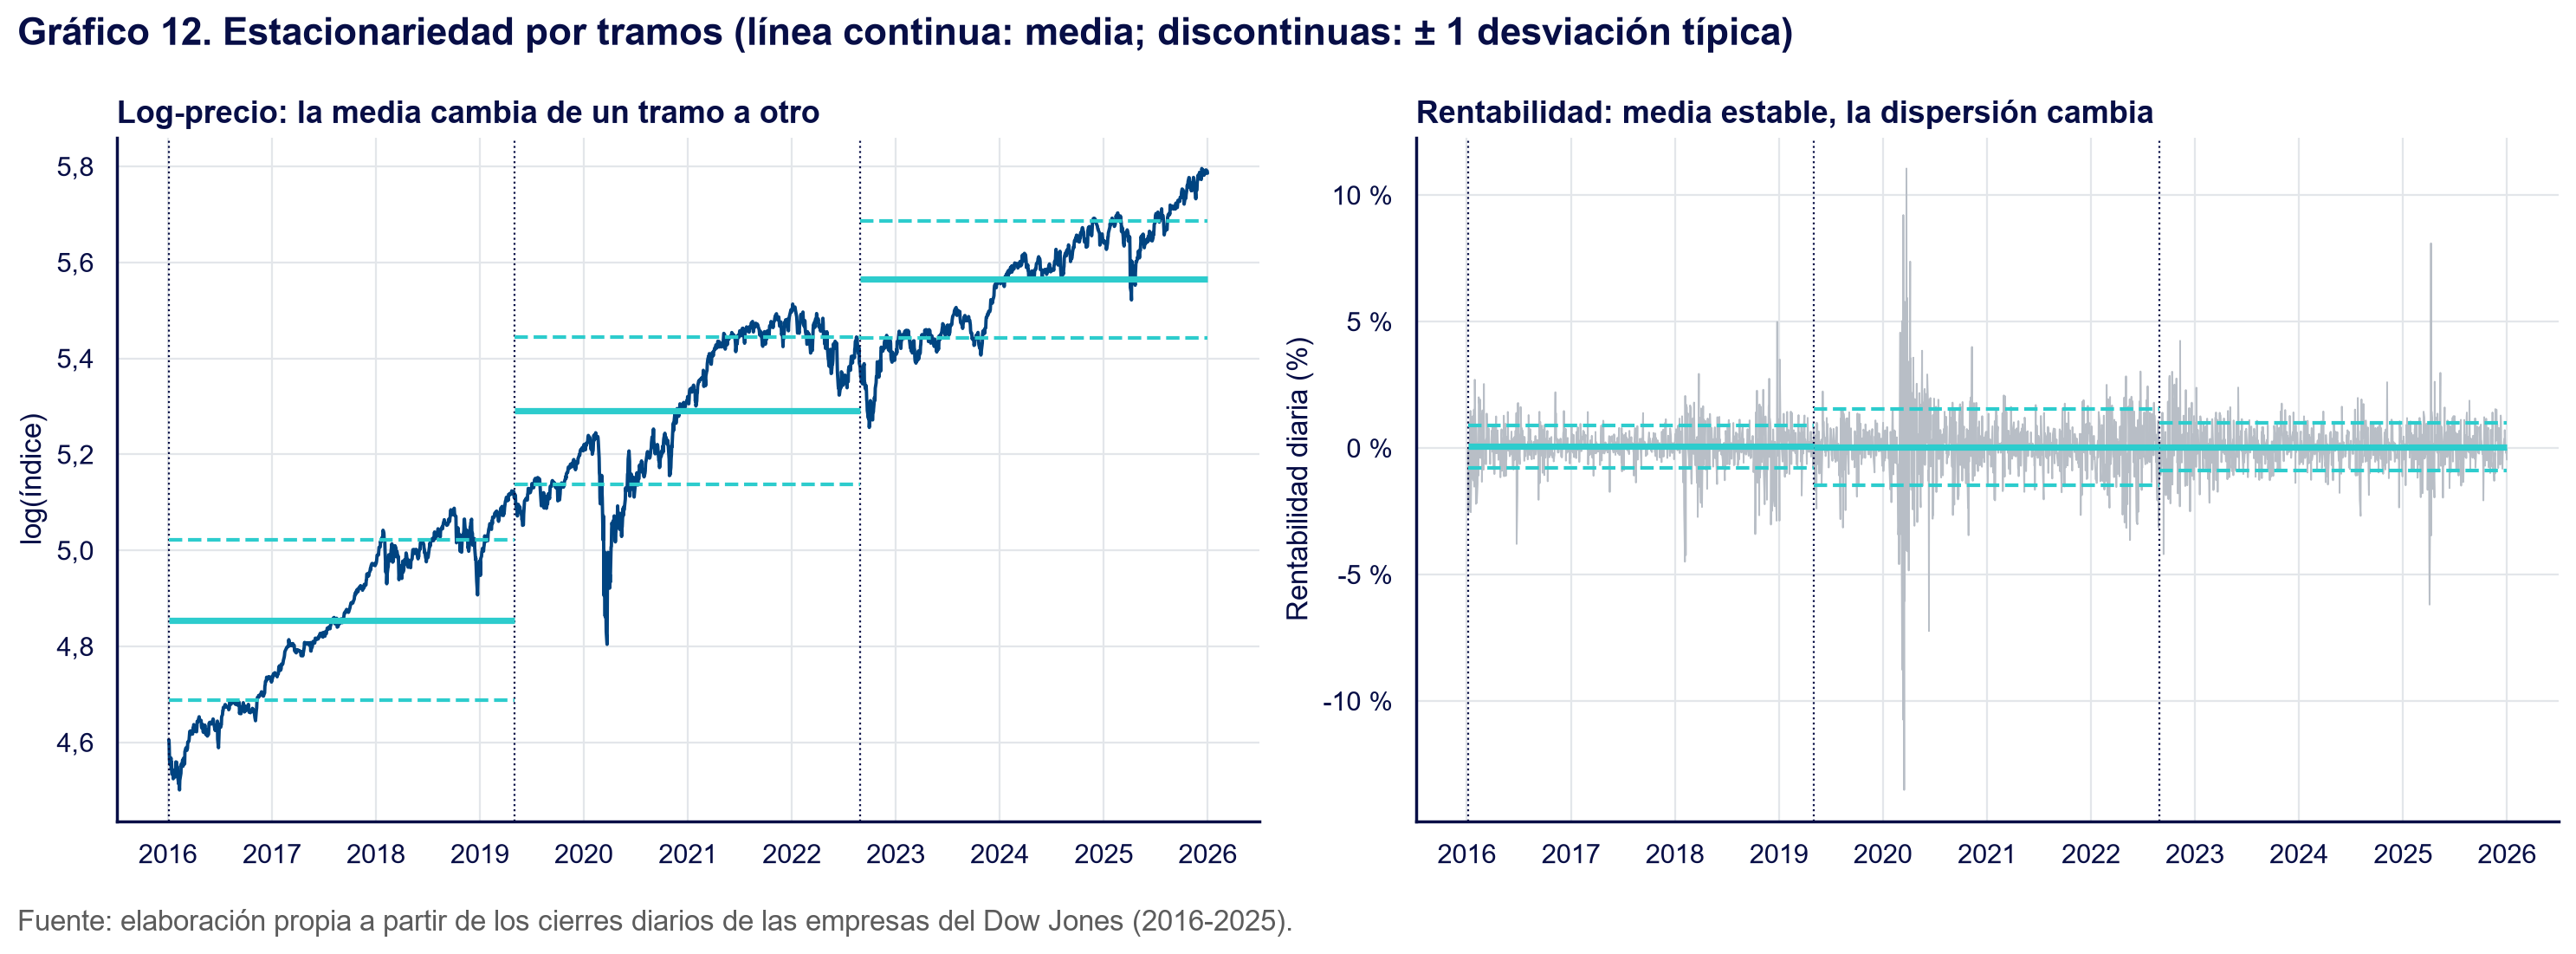 Gráfico 12. Estacionariedad por tramos (línea continua: media; discontinuas: ± 1 desviación típica)
Log-precio: la media cambia de un tramo a otro
5,8
5,6
5,4
5,2
5,0
4,8
4,6
log(índice)
2016 2017 2018 2019 2020 2021 2022 2023 2024 2025 2026
Rentabilidad: media estable, la dispersión cambia
10 %
5 %
0 %
-5 %
-10 %
Rentabilidad diaria (%)
2016 2017 2018 2019 2020 2021 2022 2023 2024 2025 2026
Fuente: elaboración propia a partir de los cierres diarios de las empresas del Dow Jones (2016-2025).